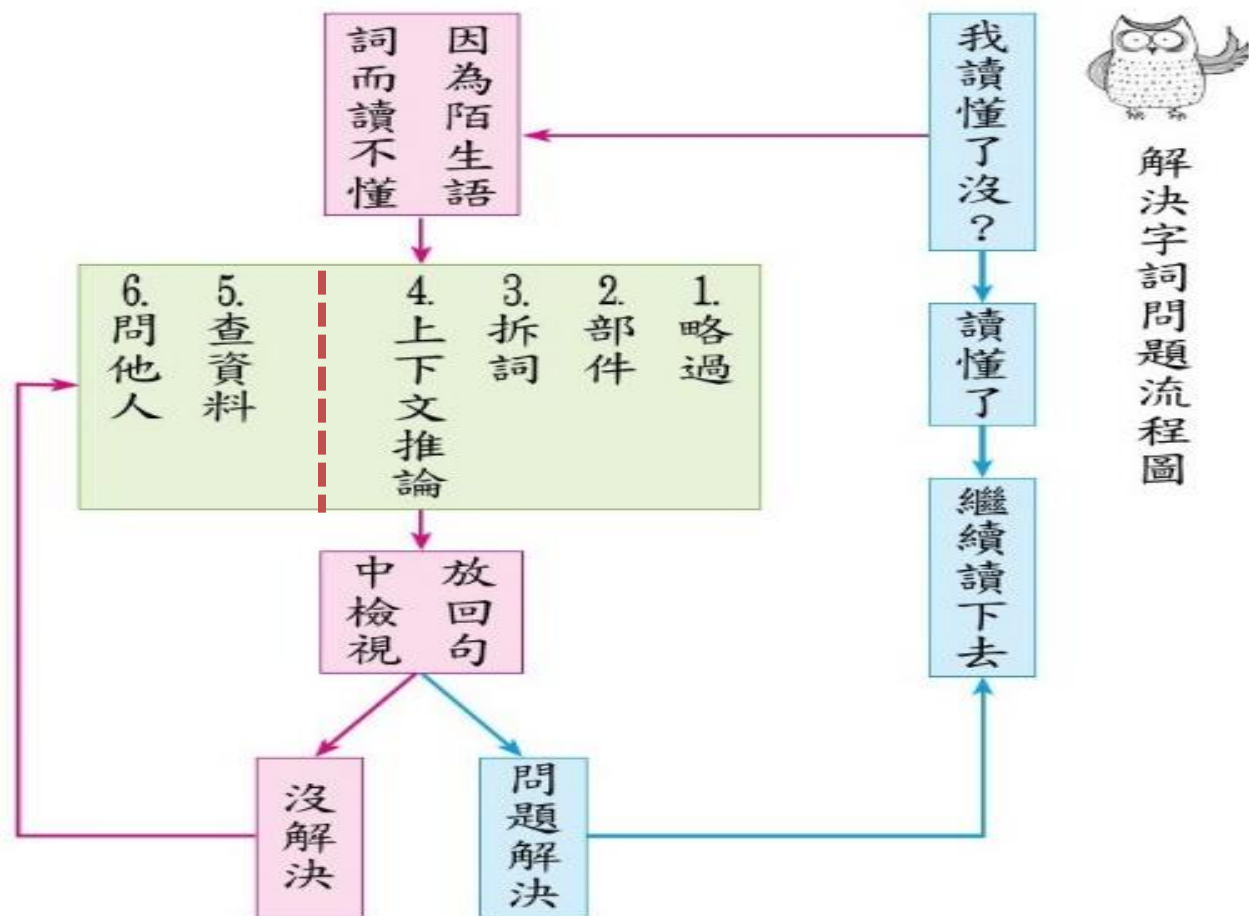 解決字詞問題流程圖
我讀懂了沒？
讀懂了
繼續讀下去
因為陌生語
詞而讀不懂
1.略過
2.部件
3.拆詞
4.上下文推論
5.查資料
6.問他人
放回句
中檢視
問題解決
沒解決